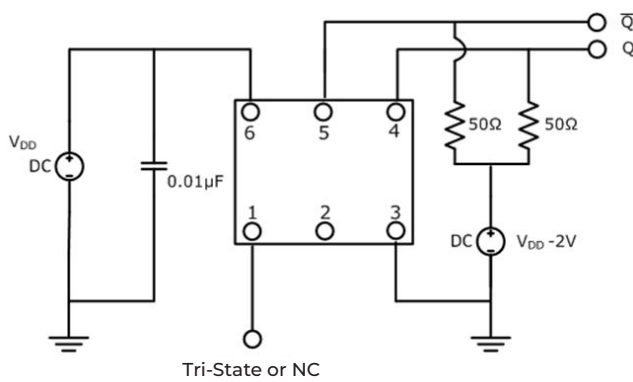 Q̅
Q
6 5 4
50Ω 50Ω
V_DD
DC
0.01µF
1 2 3
DC V_DD -2V
Tri-State or NC